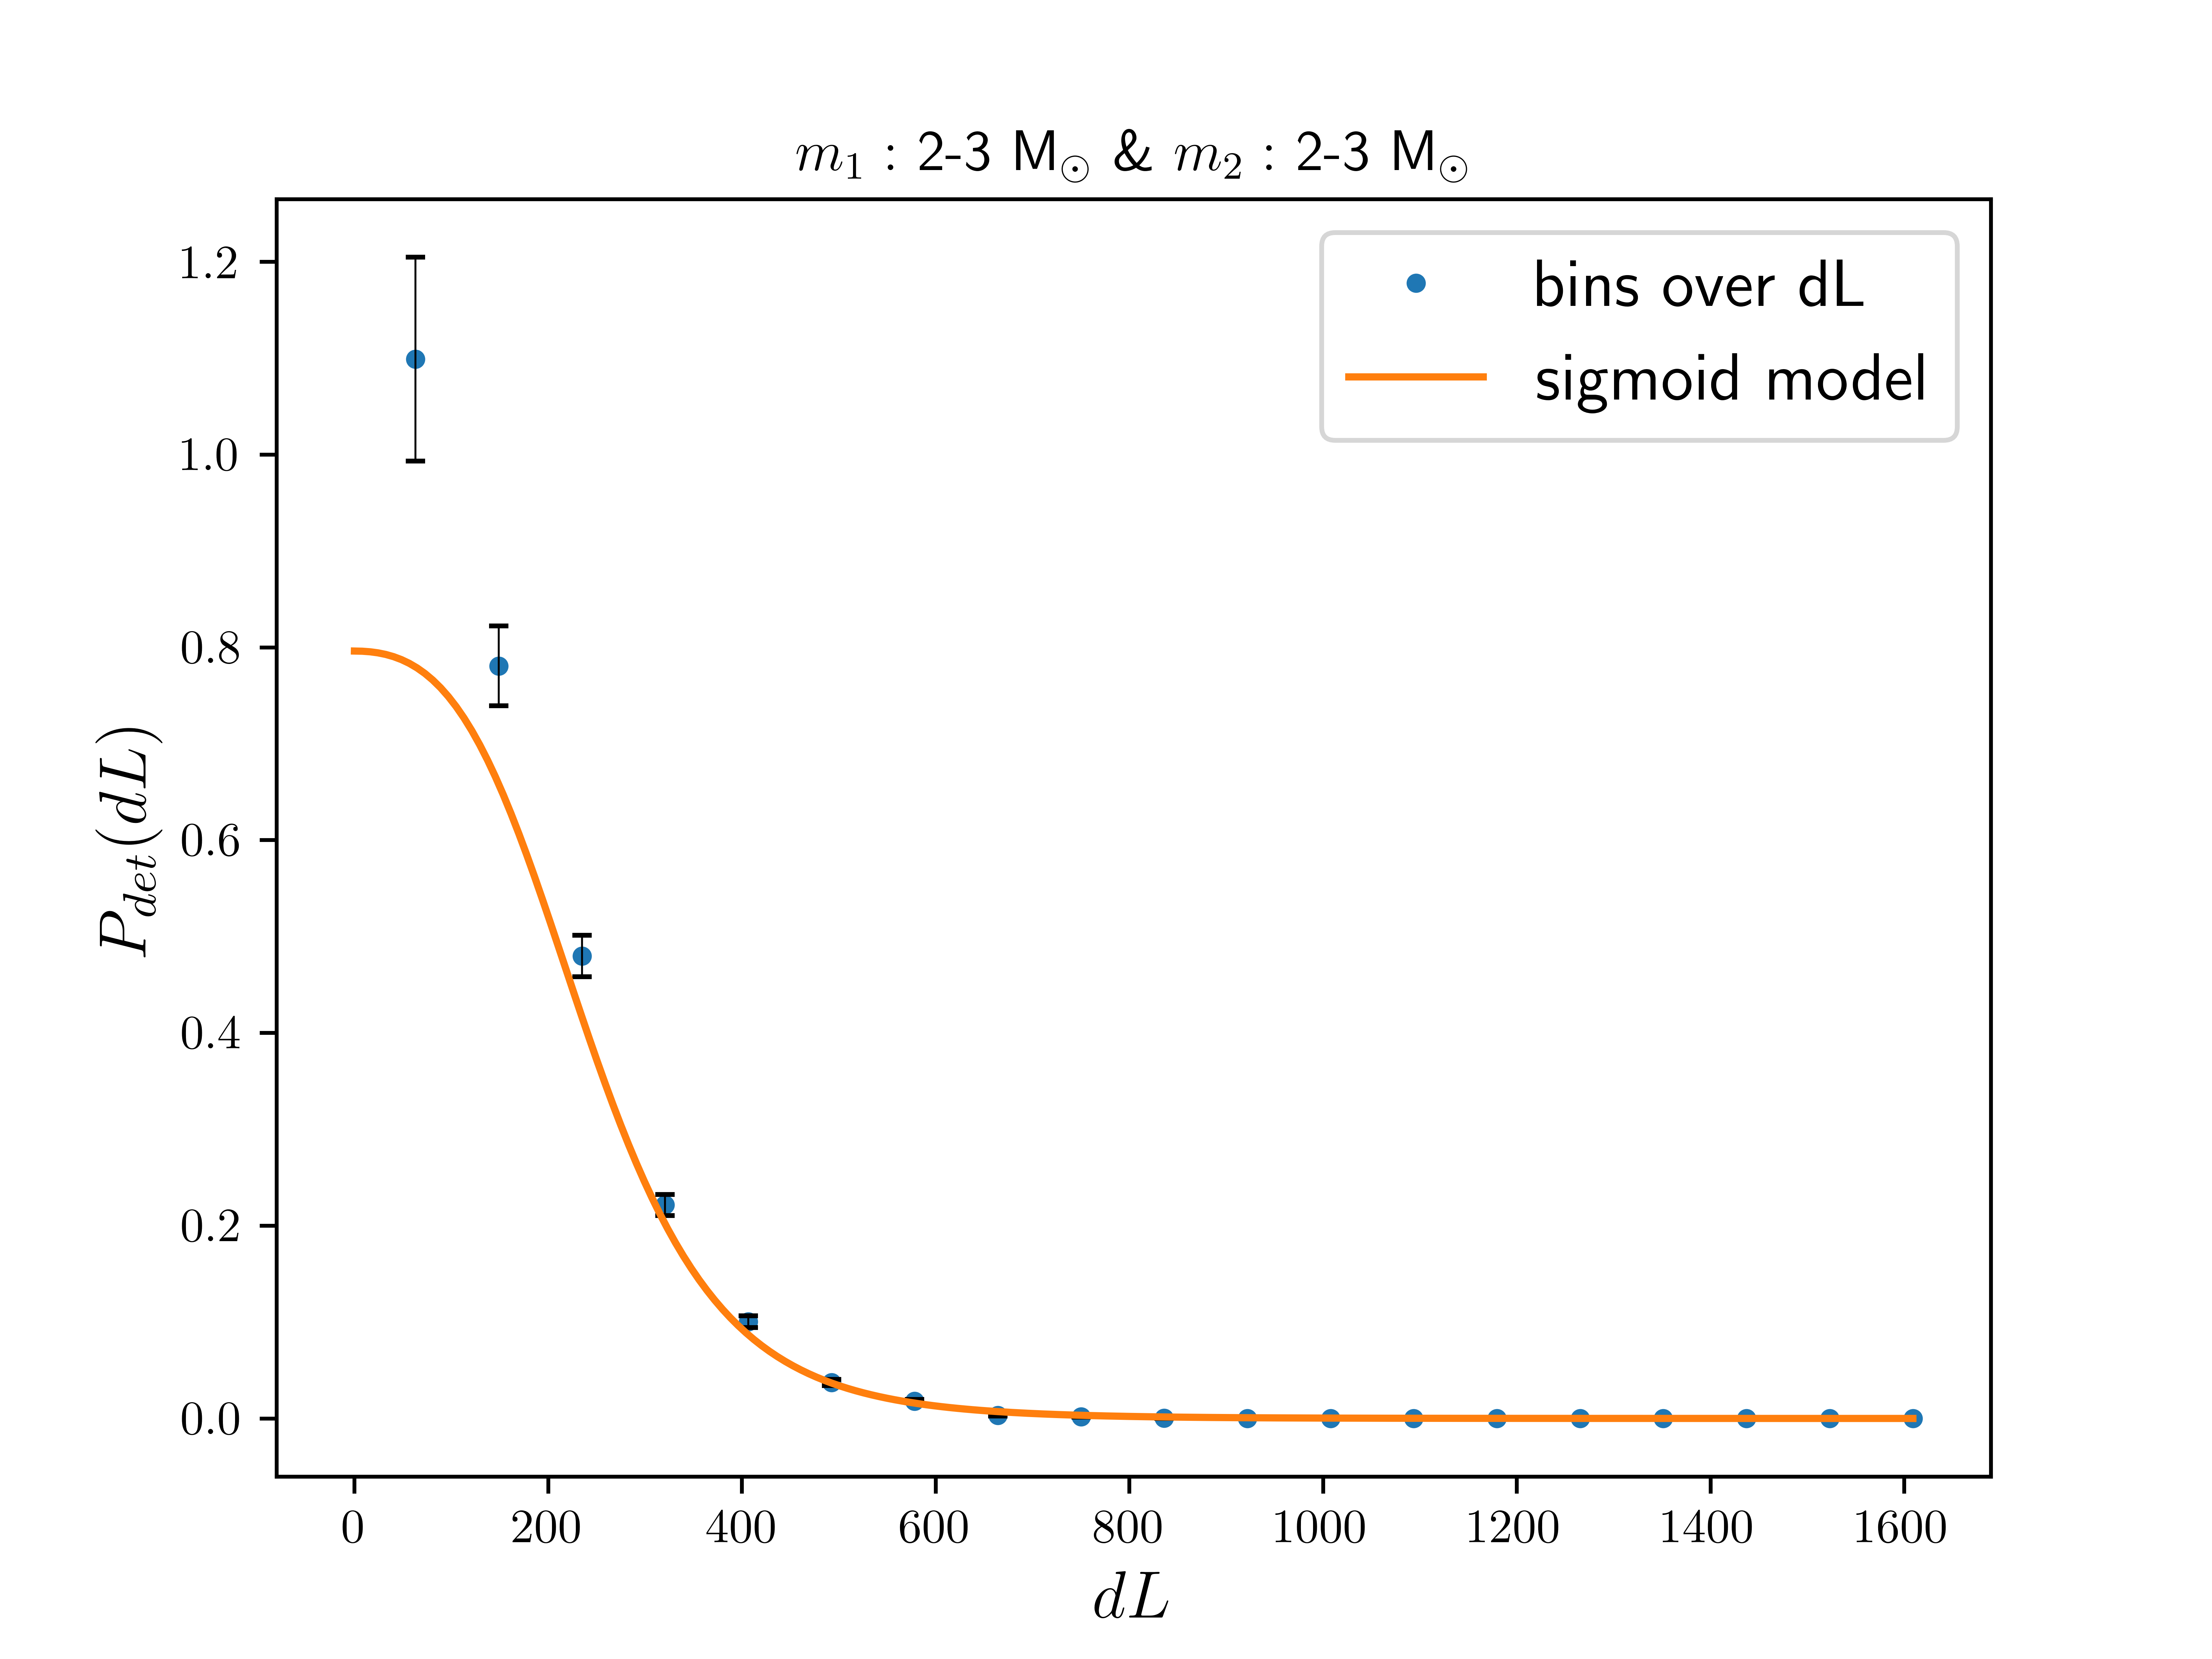 m₁ : 2-3 M☉ & m₂ : 2-3 M☉
bins over dL
sigmoid model
1.2
1.0
0.8
0.6
0.4
0.2
0.0
P_det(dL)
0 200 400 600 800 1000 1200 1400 1600
dL